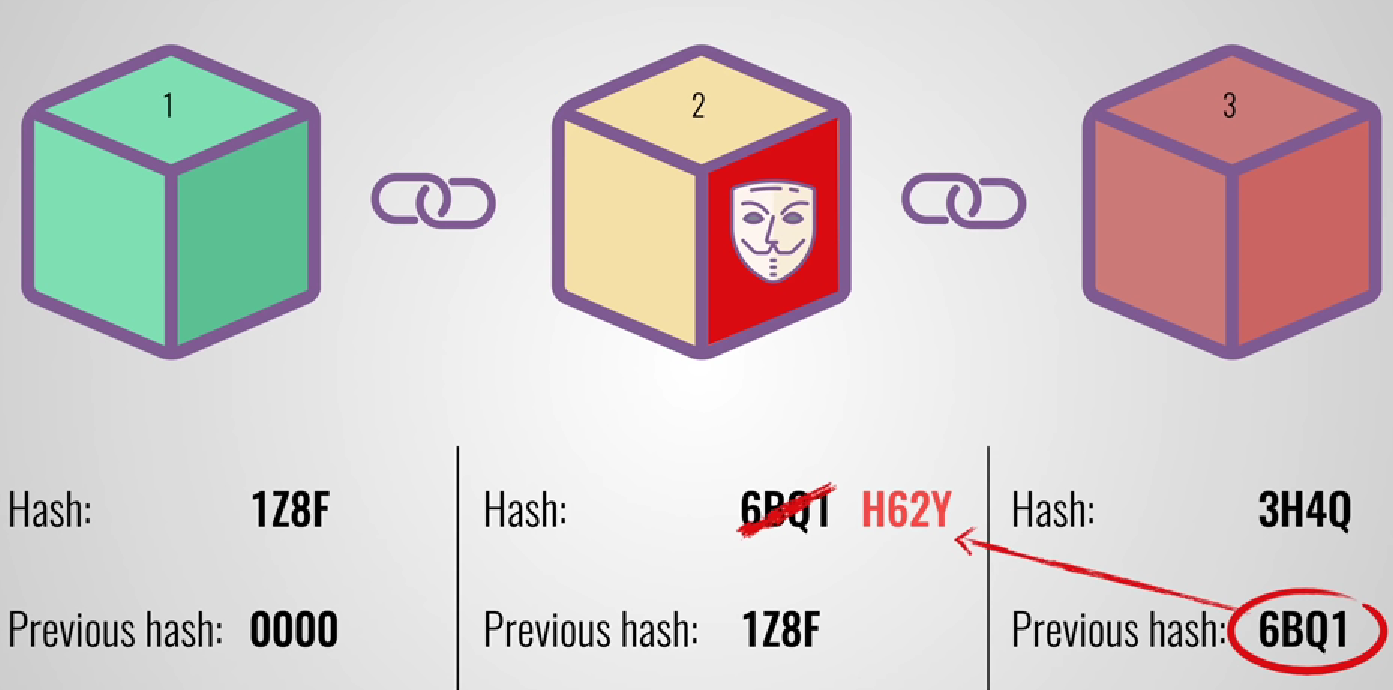 1
2
3
Hash: 1Z8F
Previous hash: 0000
Hash: 6BQ1 H62Y
Previous hash: 1Z8F
Hash: 3H4Q
Previous hash: 6BQ1